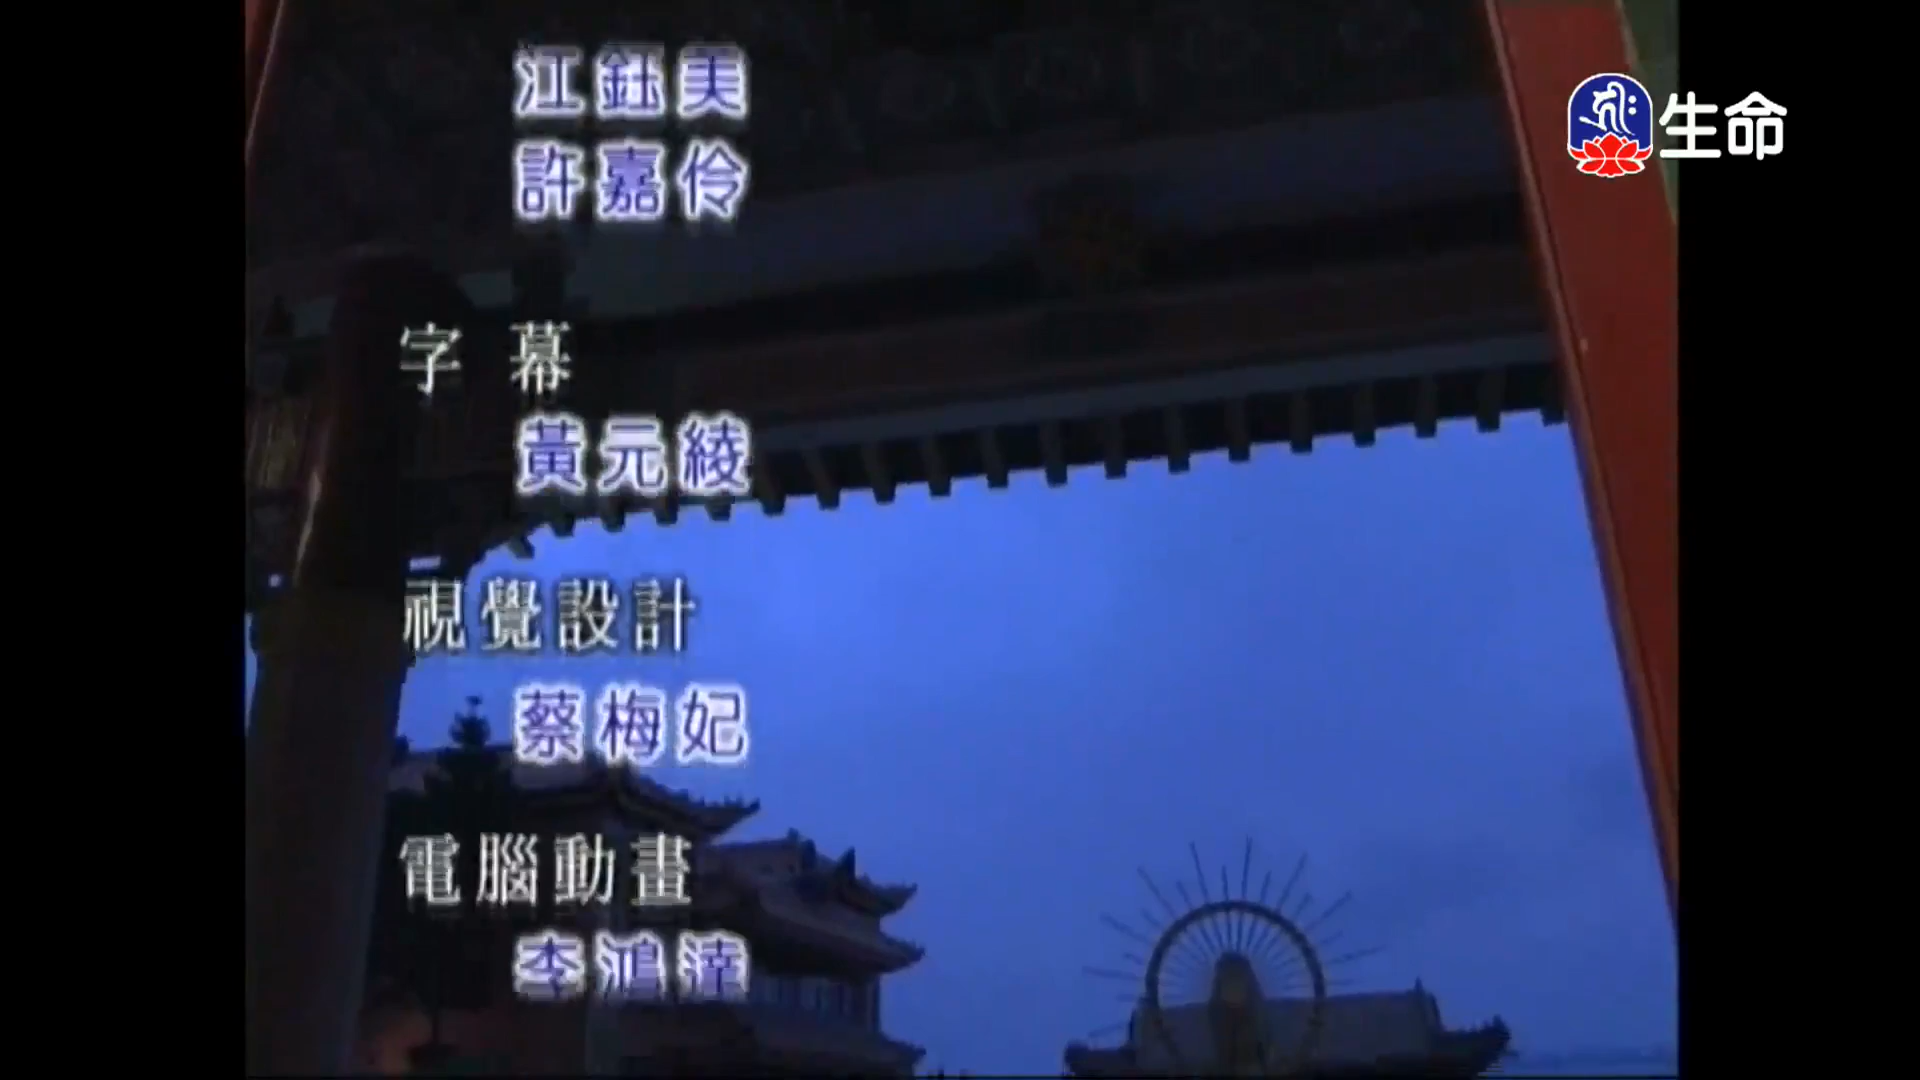 江鈺美
許嘉伶
生命
字幕
黃元綾
視覺設計
蔡梅妃
電腦動畫
李鴻達